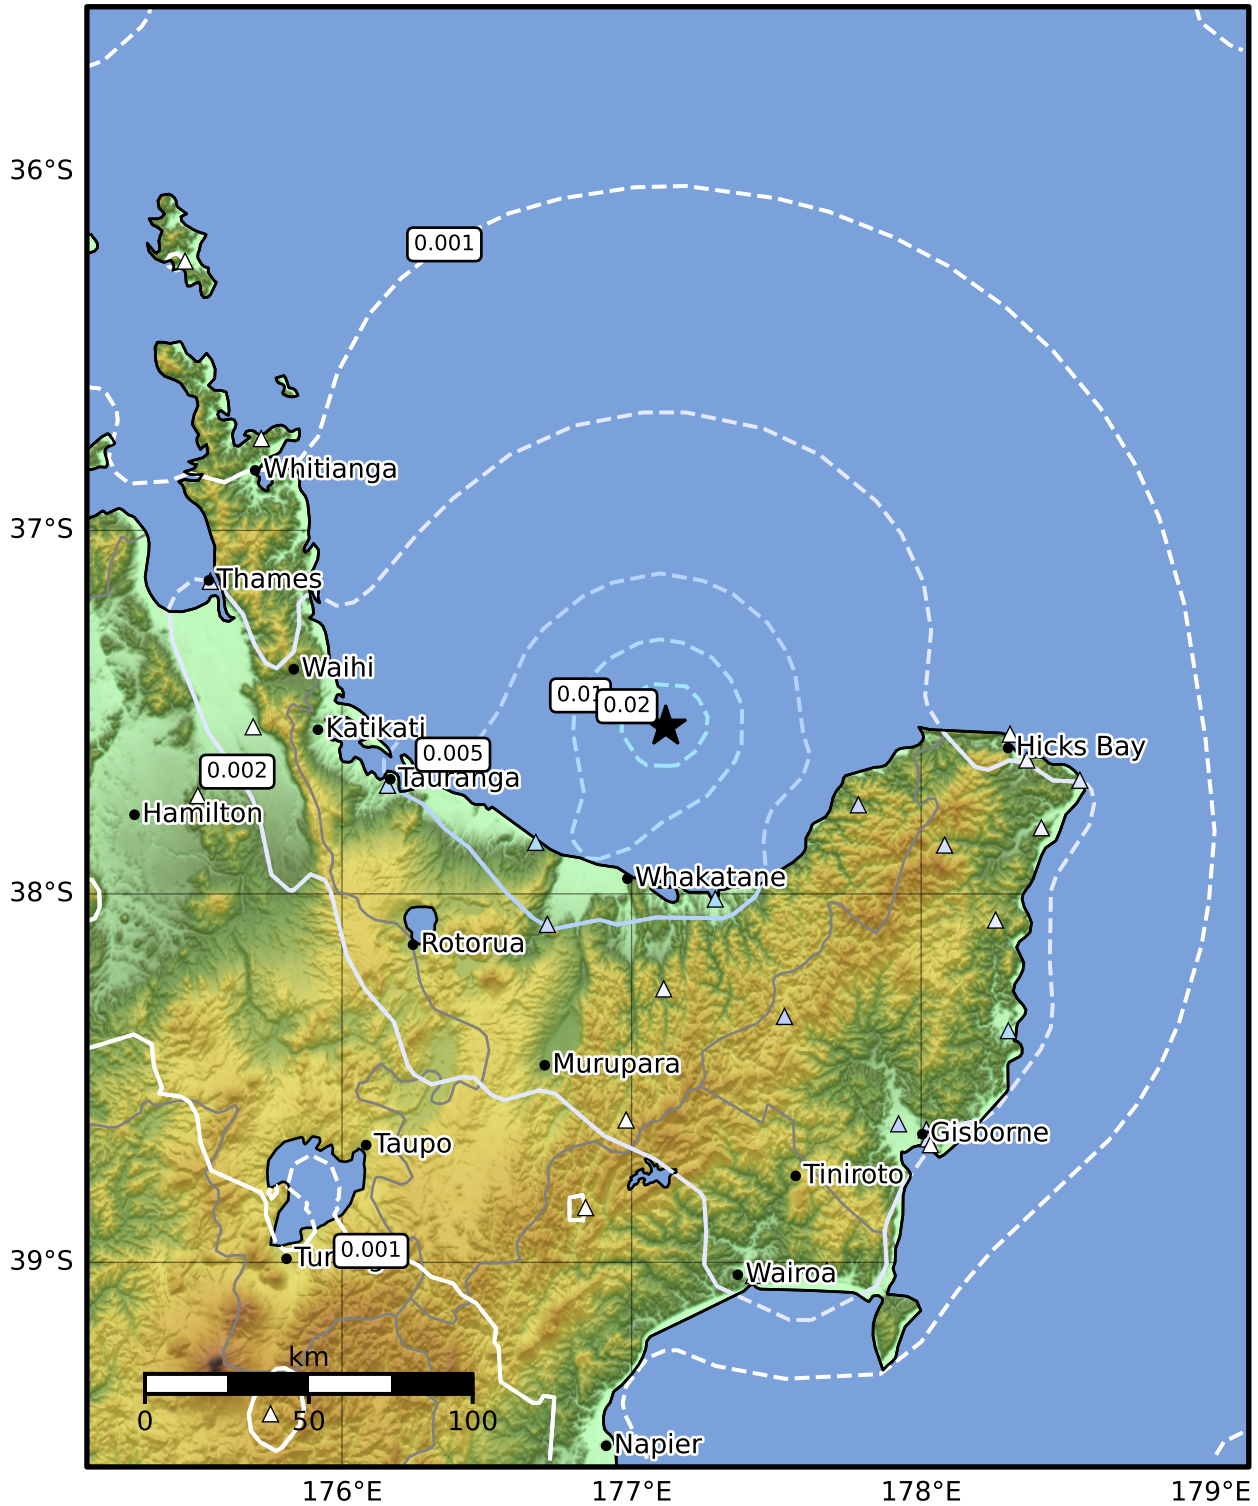 36°S
0.001
Whitianga
37°S
Thames
Waihi
0.01
0.02
Katikati
0.005
Hicks Bay
0.002
Tauranga
Hamilton
Whakatane
38°S
Rotorua
Murupara
Gisborne
Taupo
Tiniroto
0.001
39°S
Wairoa
km
0 50 100
Napier
176°E 177°E 178°E 179°E